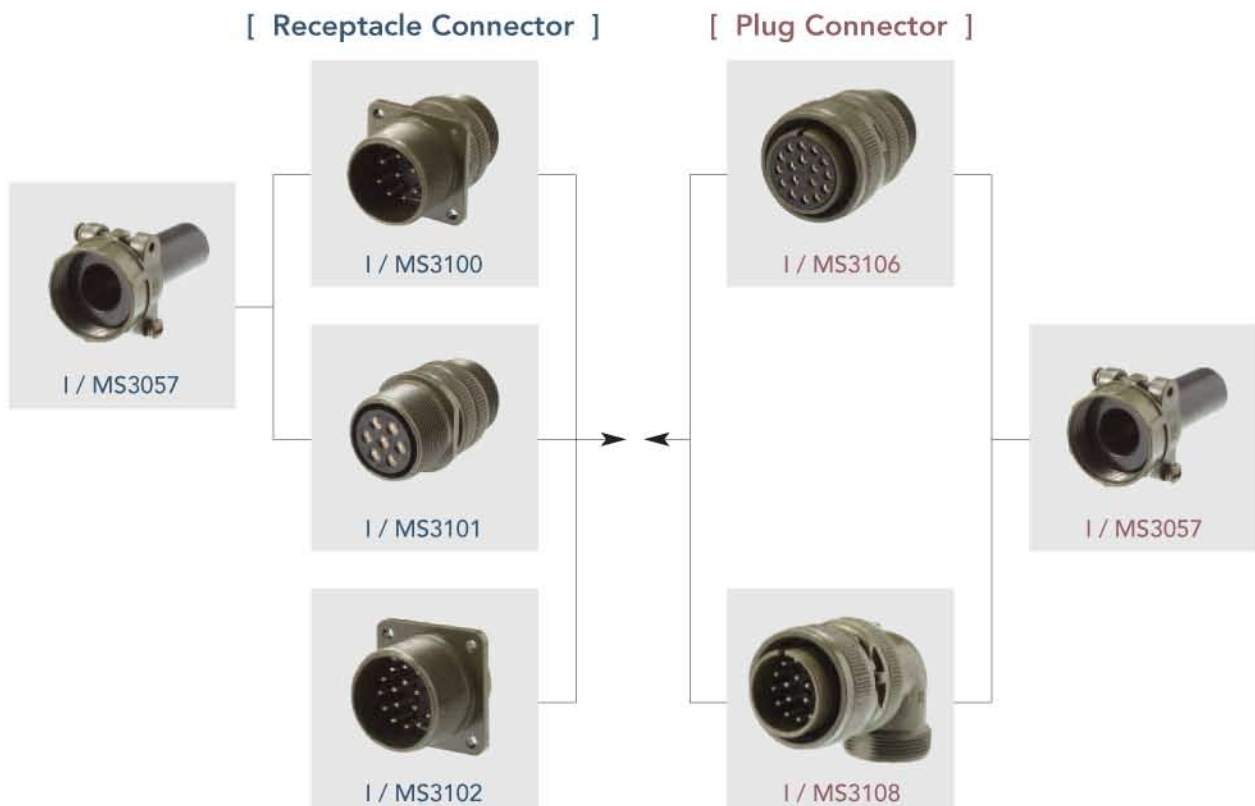 [ Receptacle Connector ]
[ Plug Connector ]
I / MS3100
I / MS3106
I / MS3057
I / MS3101
I / MS3057
I / MS3102
I / MS3108